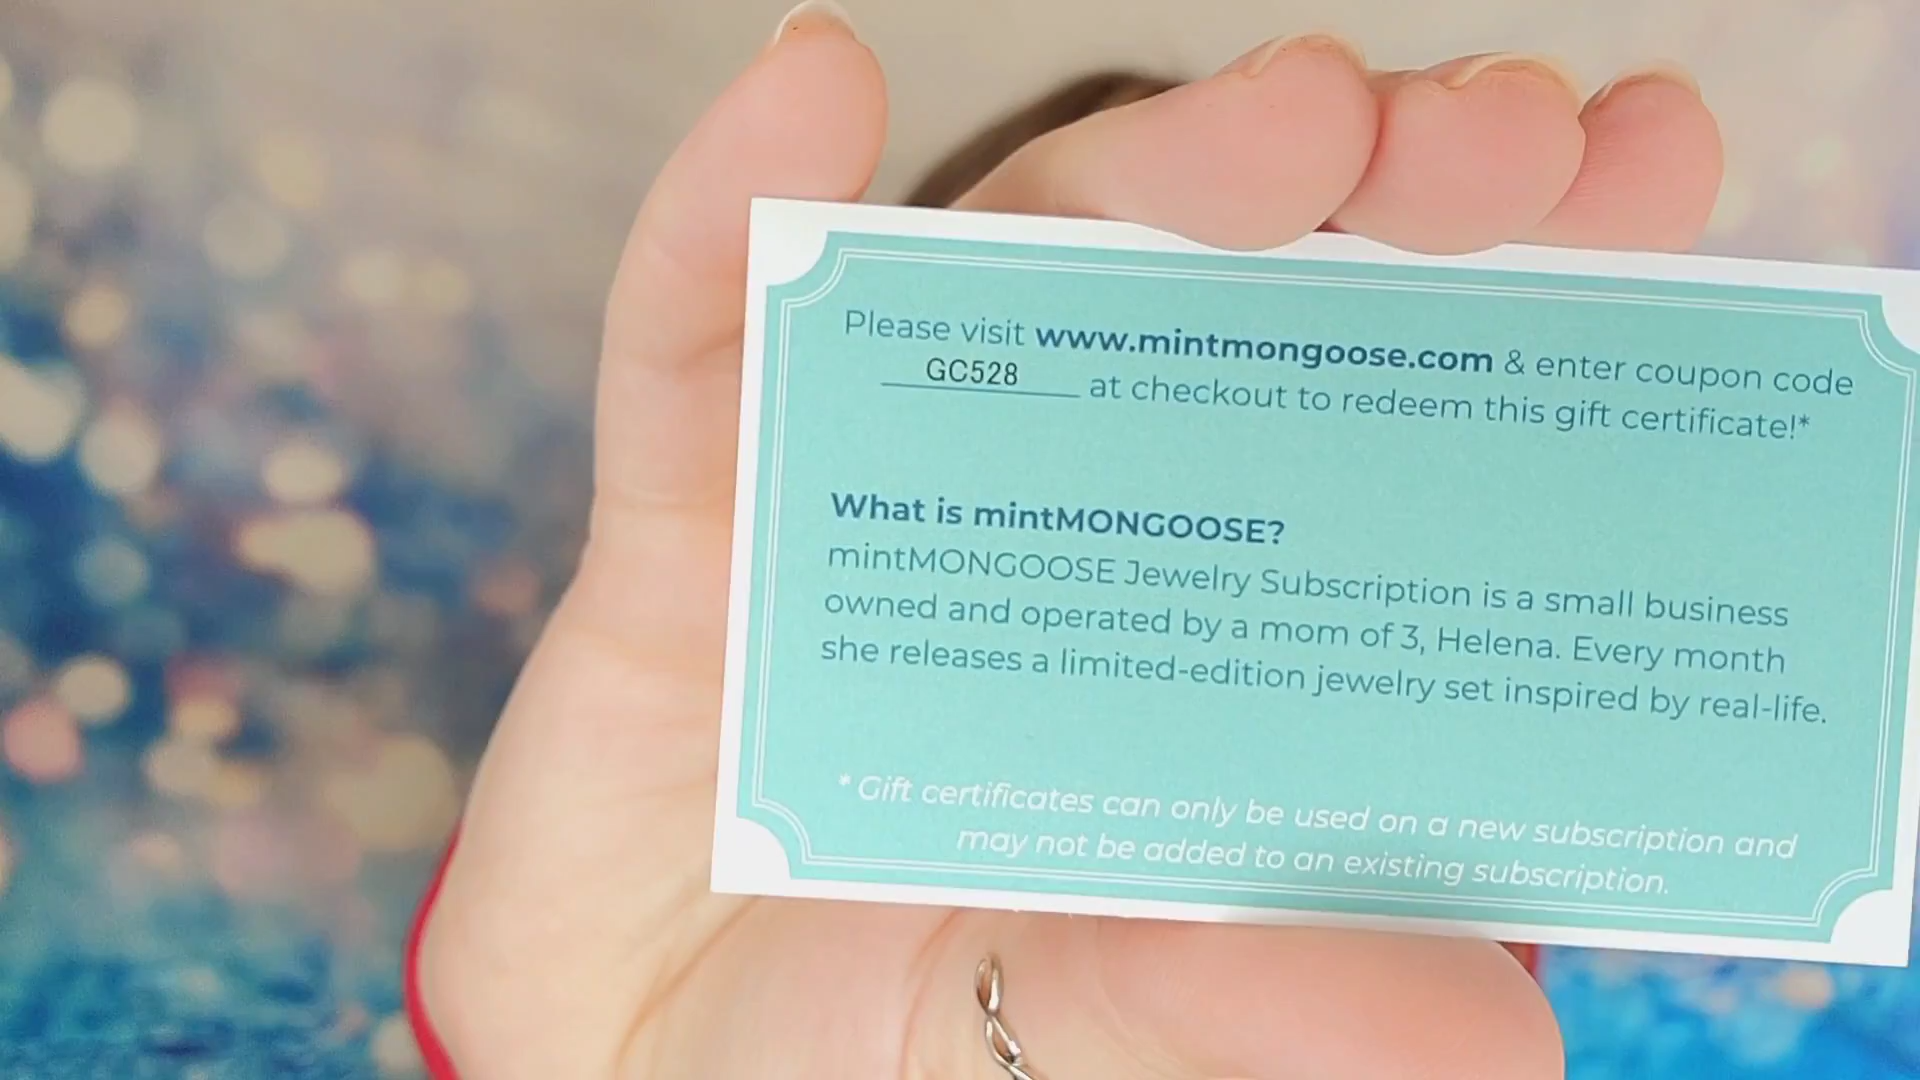 Please visit www.mintmongoose.com & enter coupon code
GC528 at checkout to redeem this gift certificate!*
What is mintMONGOOSE?
mintMONGOOSE Jewelry Subscription is a small business
owned and operated by a mom of 3, Helena. Every month
she releases a limited-edition jewelry set inspired by real-life.
* Gift certificates can only be used on a new subscription and
may not be added to an existing subscription.